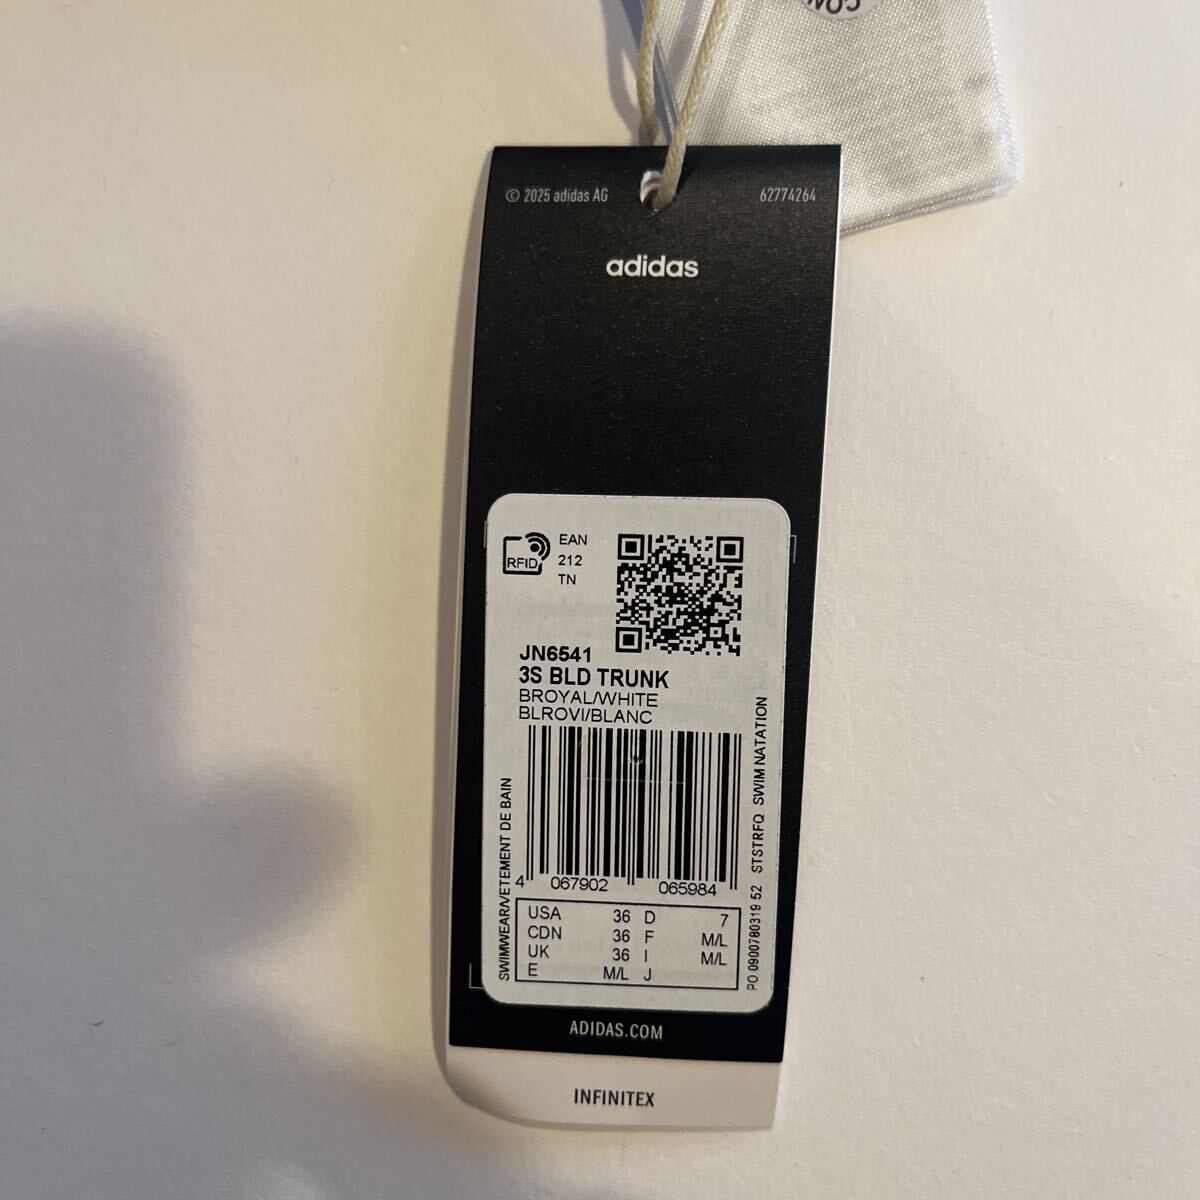 © 2025 adidas AG
62774264
adidas
RFID
EAN
212
TN
JN6541
3S BLD TRUNK
BROYAL/WHITE
BLROVI/BLANC
4 067902 065984
SWIMWEAR/VETEMENT DE BAIN
PO 0900780319 52 STSTRFQ SWIM NATATION
USA 36 D 7
CDN 36 F M/L
UK 36 I M/L
E M/L J
ADIDAS.COM
INFINITEX